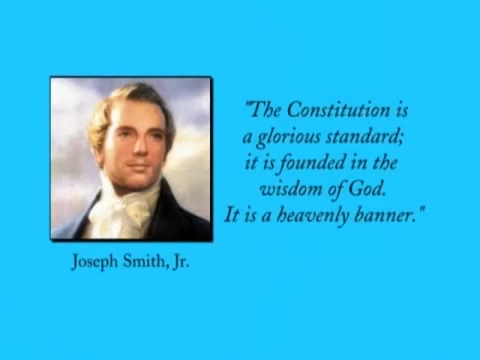 "The Constitution is
a glorious standard;
it is founded in the
wisdom of God.
It is a heavenly banner."
Joseph Smith, Jr.